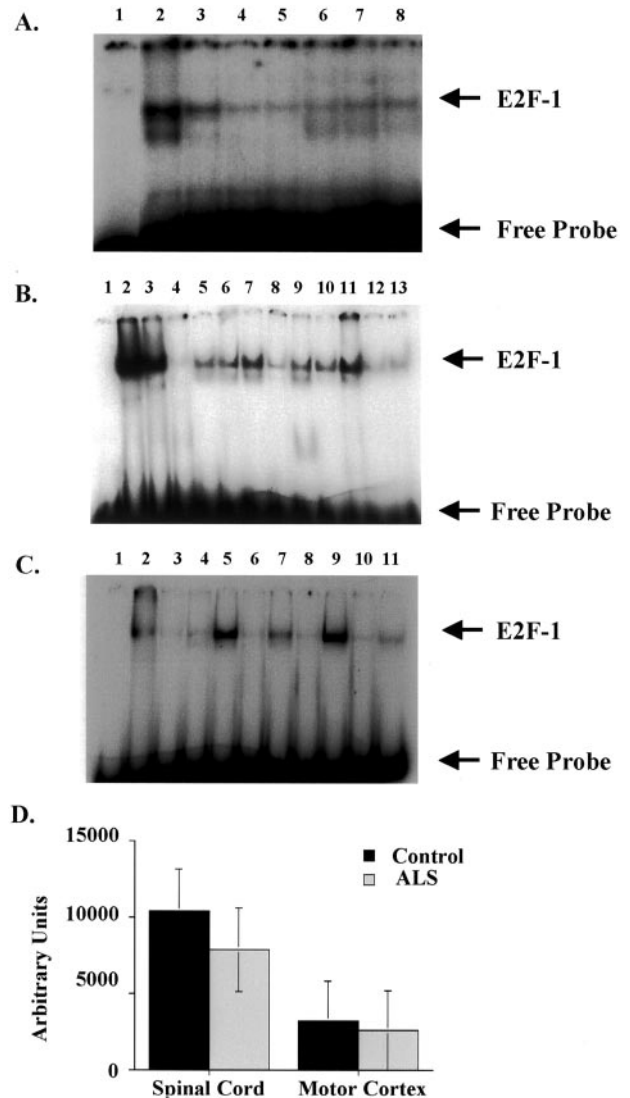 A.
1 2 3 4 5 6 7 8
E2F-1
Free Probe
B.
1 2 3 4 5 6 7 8 9 10 11 12 13
E2F-1
Free Probe
C.
1 2 3 4 5 6 7 8 9 10 11
E2F-1
Free Probe
D.
15000
10000
5000
0
Arbitrary Units
Control
ALS
Spinal Cord Motor Cortex